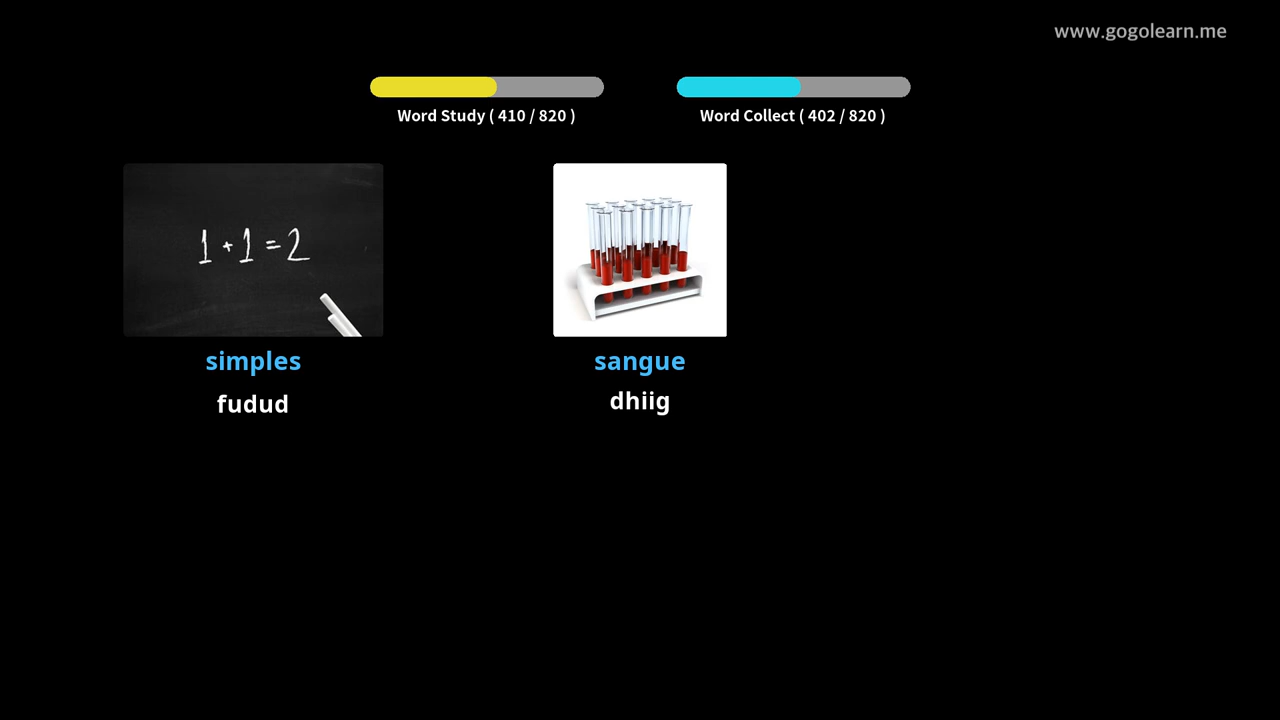 www.gogolearn.me
Word Study ( 410 / 820 )
Word Collect ( 402 / 820 )
1 + 1 = 2
simples
fudud
sangue
dhiig